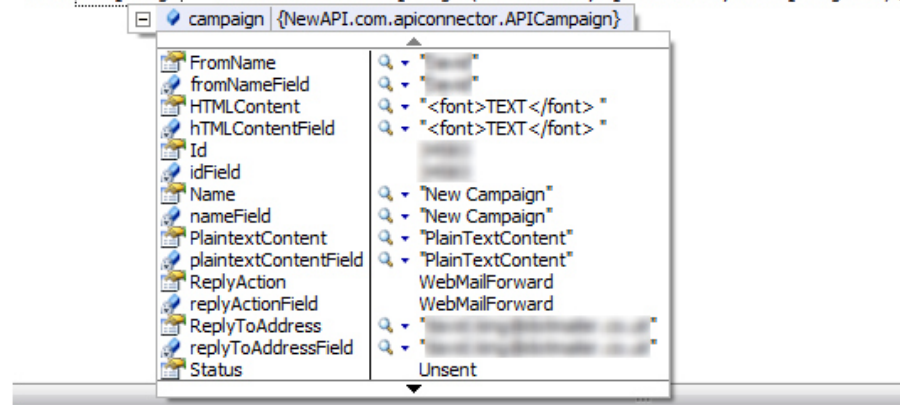 campaign {NewAPI.com.apiconnector.APICampaign}
FromName
fromNameField
HTMLContent "<font>TEXT</font> "
hTMLContentField "<font>TEXT</font> "
Id
idField
Name "New Campaign"
nameField "New Campaign"
PlaintextContent "PlainTextContent"
plaintextContentField "PlainTextContent"
ReplyAction WebMailForward
replyActionField WebMailForward
ReplyToAddress
replyToAddressField
Status Unsent